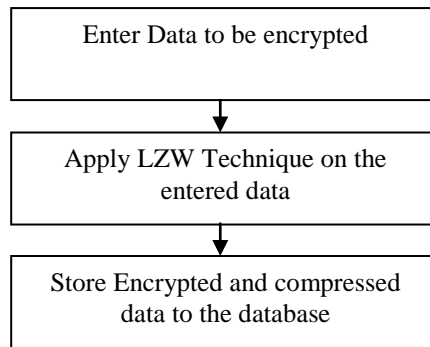 Enter Data to be encrypted
Apply LZW Technique on the
entered data
Store Encrypted and compressed
data to the database